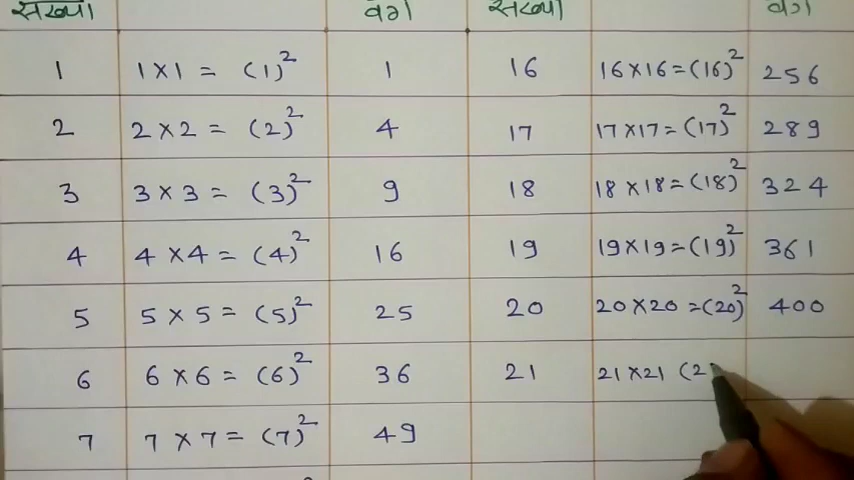 संख्या वर्ग संख्या वर्ग
1 1×1 = (1)² 1 16 16×16=(16)² 256
2 2×2 = (2)² 4 17 17×17=(17)² 289
3 3×3 = (3)² 9 18 18×18=(18)² 324
4 4×4 = (4)² 16 19 19×19=(19)² 361
5 5×5 = (5)² 25 20 20×20=(20)² 400
6 6×6 = (6)² 36 21 21×21 (2
7 7×7 = (7)² 49